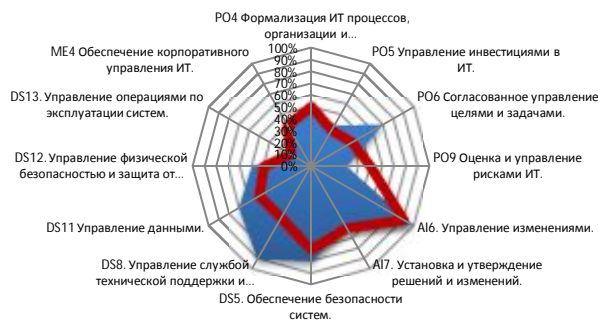 PO4 Формализация ИТ процессов,
организации и...
PO5 Управление инвестициями в
ИТ.
PO6 Согласованное управление
целями и задачами.
PO9 Оценка и управление
рисками ИТ.
AI6. Управление изменениями.
AI7. Установка и утверждение
решений и изменений.
DS5. Обеспечение безопасности
систем.
DS8. Управление службой
технической поддержки и...
DS11 Управление данными.
DS12. Управление физической
безопасностью и защита от...
DS13. Управление операциями по
эксплуатации систем.
ME4 Обеспечение корпоративного
управления ИТ.
100%
90%
80%
70%
60%
50%
40%
30%
20%
10%
0%